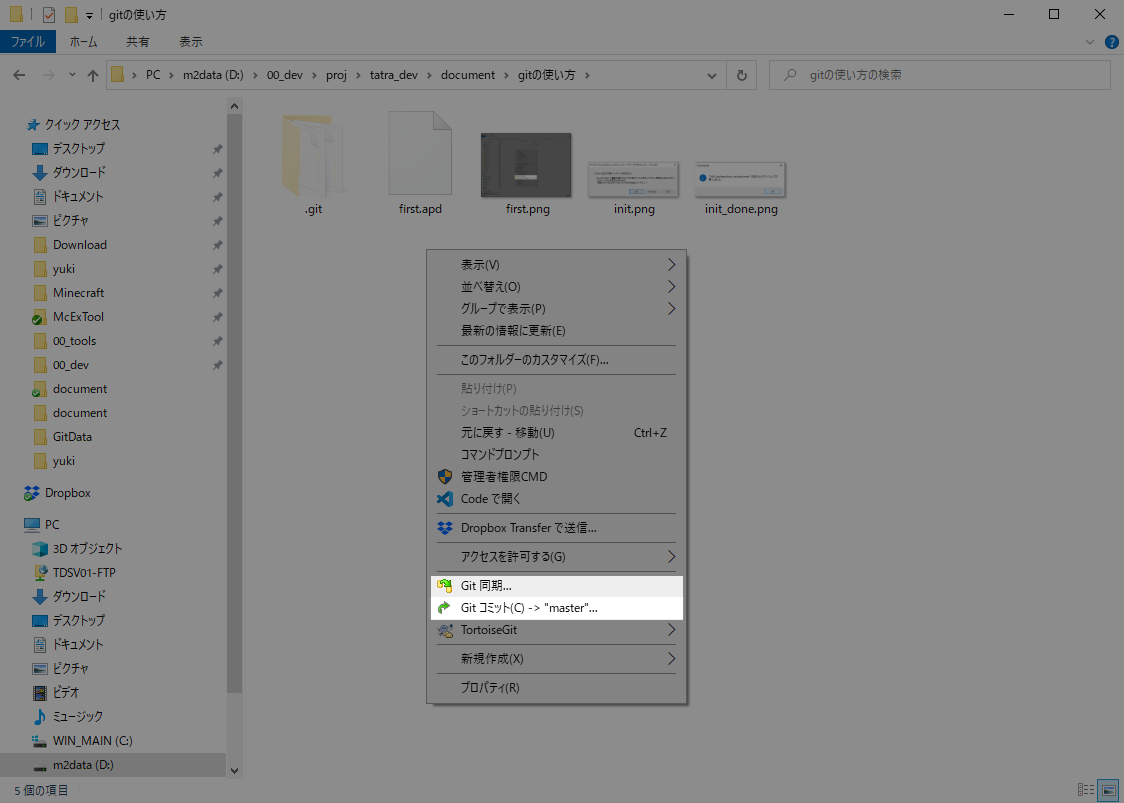 gitの使い方
ファイル
ホーム
共有
表示
PC
m2data (D:)
00_dev
proj
tatra_dev
document
gitの使い方
gitの使い方の検索
クイック アクセス
デスクトップ
ダウンロード
ドキュメント
ピクチャ
Download
yuki
Minecraft
McExTool
00_tools
00_dev
document
document
GitData
yuki
Dropbox
PC
3D オブジェクト
TDSV01-FTP
ダウンロード
デスクトップ
ドキュメント
ピクチャ
ビデオ
ミュージック
WIN_MAIN (C:)
m2data (D:)
.git
first.apd
first.png
init.png
init_done.png
表示(V)
並べ替え(O)
グループで表示(P)
最新の情報に更新(E)
このフォルダーのカスタマイズ(F)...
貼り付け(P)
ショートカットの貼り付け(S)
元に戻す - 移動(U) Ctrl+Z
コマンドプロンプト
管理者権限CMD
Code で開く
Dropbox Transfer で送信...
アクセスを許可する(G)
Git 同期...
Git コミット(C) -> "master"...
TortoiseGit
新規作成(X)
プロパティ(R)
5 個の項目